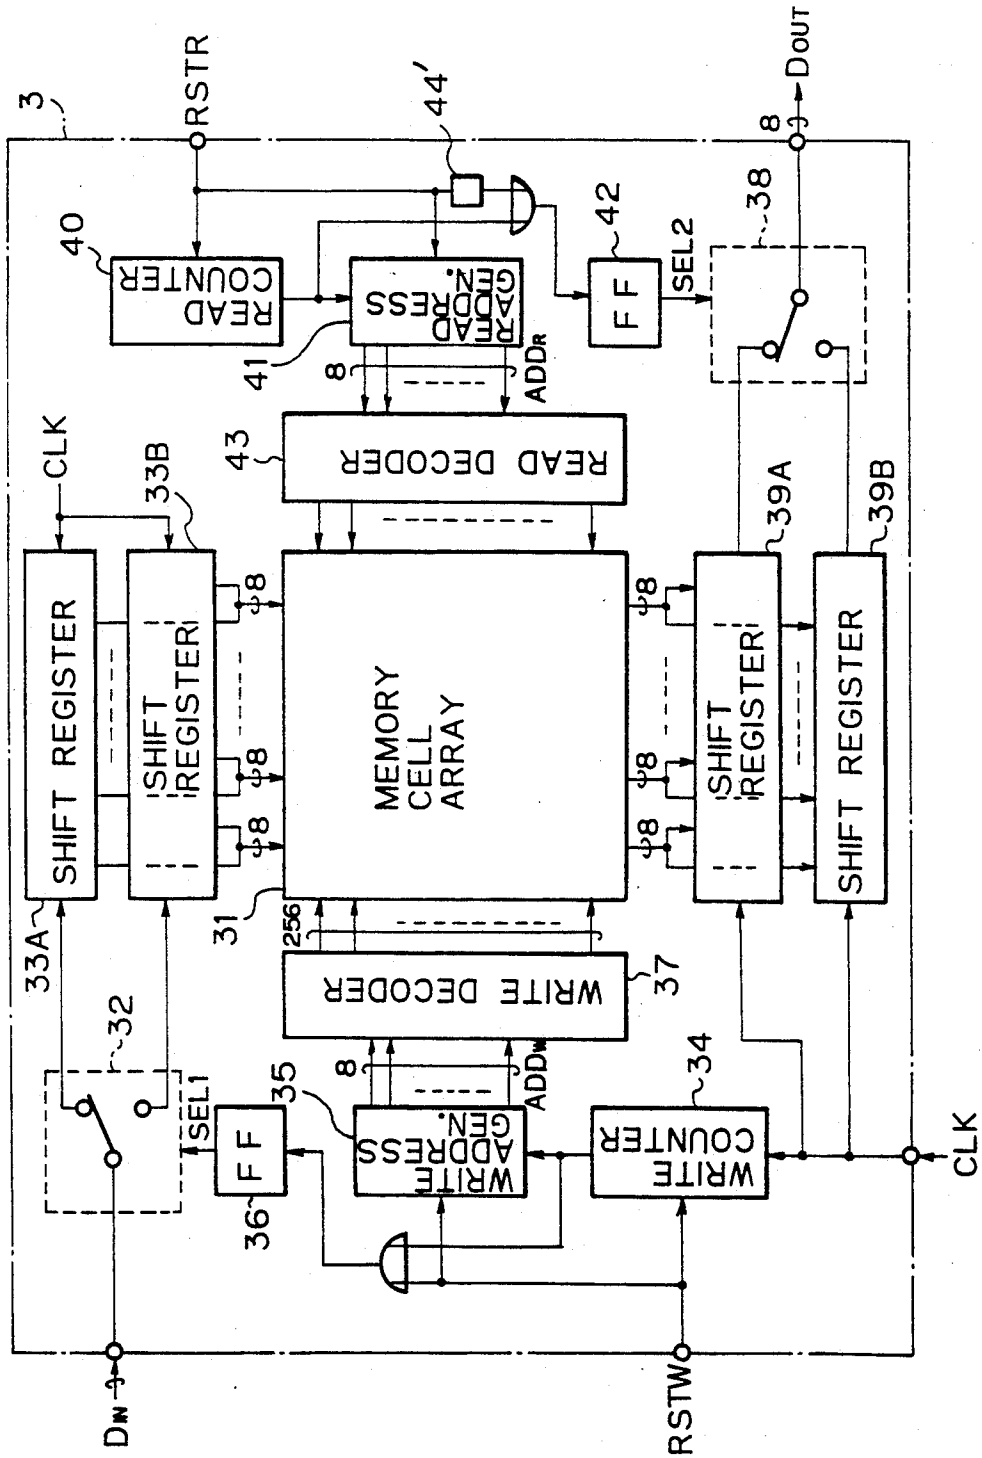 3
RSTR
40
READ
COUNTER
44'
41
READ
ADDRESS
GEN.
8
ADDR
42
FF
SEL2
38
8
DOUT
CLK
43
READ DECODER
33A
SHIFT REGISTER
33B
SHIFT
REGISTER
8
8
8
31
MEMORY
CELL
ARRAY
8
8
8
39A
SHIFT
REGISTER
39B
SHIFT REGISTER
256
WRITE DECODER
37
32
SEL1
36
FF
35
WRITE
ADDRESS
GEN.
8
ADDW
34
WRITE
COUNTER
CLK
DIN
RSTW